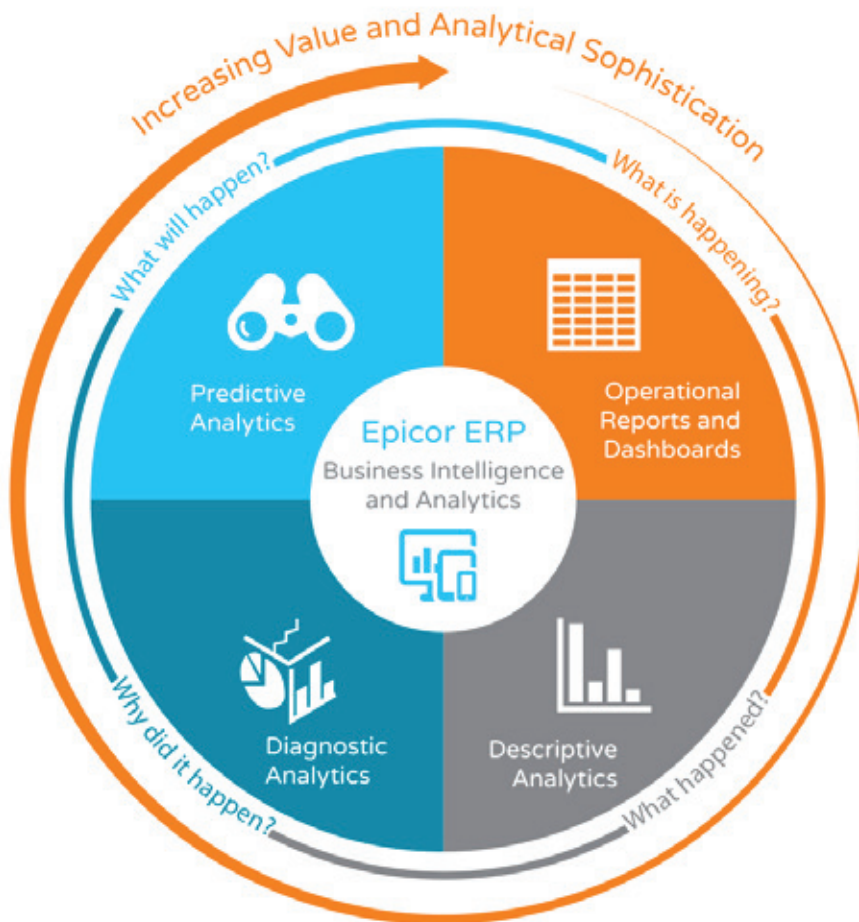 Increasing Value and Analytical Sophistication
What will happen?
What is happening?
Predictive
Analytics
Operational
Reports and
Dashboards
Epicor ERP
Business Intelligence
and Analytics
Diagnostic
Analytics
Descriptive
Analytics
Why did it happen?
What happened?